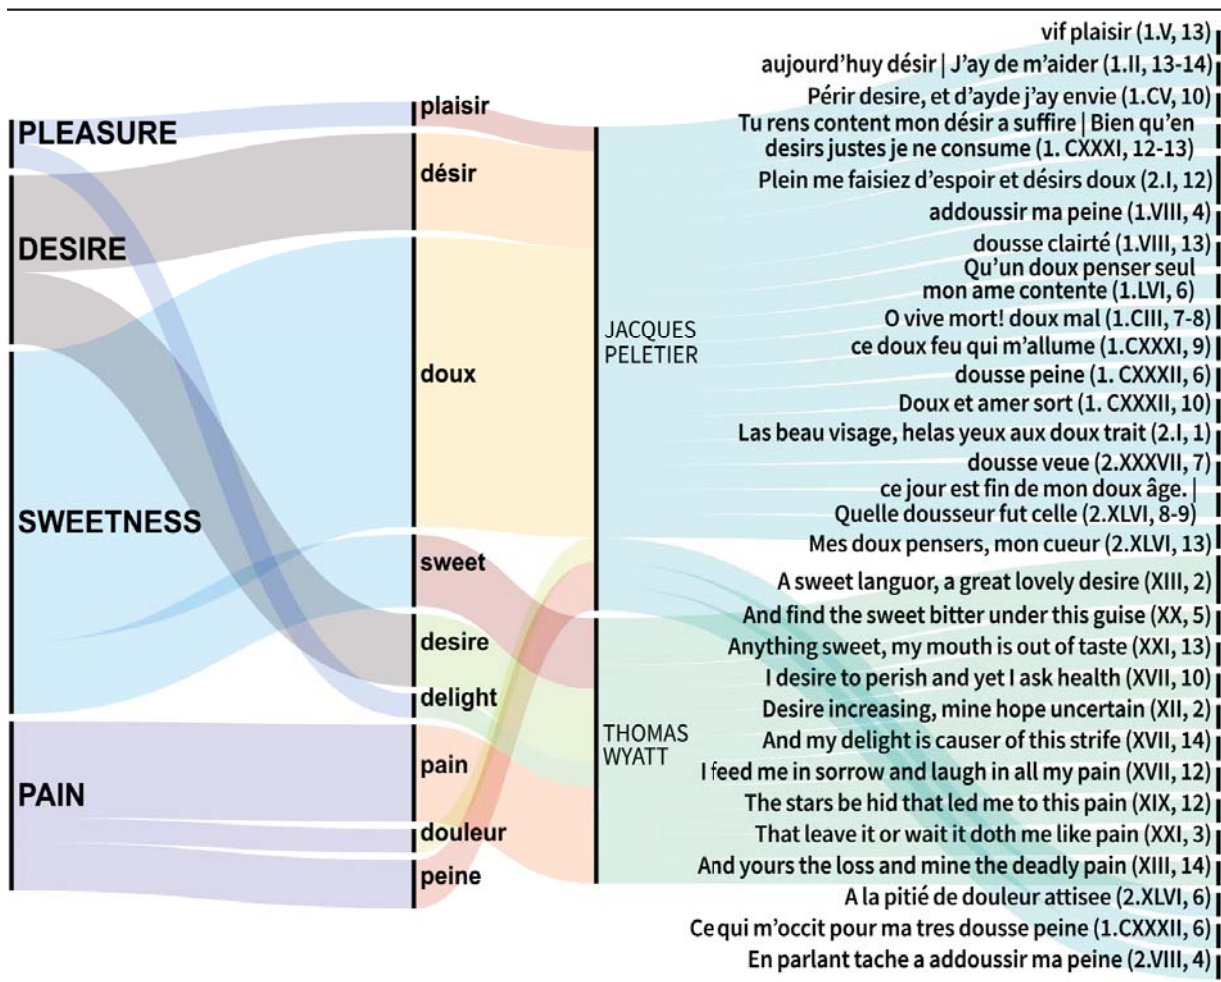 PLEASURE
DESIRE
SWEETNESS
PAIN
plaisir
désir
doux
sweet
desire
delight
pain
douleur
peine
JACQUES
PELETIER
THOMAS
WYATT
vif plaisir (1.V, 13)
aujourd'huy désir | J'ay de m'aider (1.II, 13-14)
Périr desire, et d'ayde j'ay envie (1.CV, 10)
Tu rens content mon désir a suffire | Bien qu'en
desirs justes je ne consume (1. CXXXI, 12-13)
Plein me faisiez d'espoir et désirs doux (2.I, 12)
addoussir ma peine (1.VIII, 4)
dousse clairté (1.VIII, 13)
Qu'un doux penser seul
mon ame contente (1.LVI, 6)
O vive mort! doux mal (1.CIII, 7-8)
ce doux feu qui m'allume (1.CXXXI, 9)
dousse peine (1. CXXXII, 6)
Doux et amer sort (1. CXXXII, 10)
Las beau visage, helas yeux aux doux trait (2.I, 1)
dousse veue (2.XXXVII, 7)
ce jour est fin de mon doux âge. |
Quelle dousseur fut celle (2.XLVI, 8-9)
Mes doux pensers, mon cueur (2.XLVI, 13)
A sweet languor, a great lovely desire (XIII, 2)
And find the sweet bitter under this guise (XX, 5)
Anything sweet, my mouth is out of taste (XXI, 13)
I desire to perish and yet I ask health (XVII, 10)
Desire increasing, mine hope uncertain (XII, 2)
And my delight is causer of this strife (XVII, 14)
I feed me in sorrow and laugh in all my pain (XVII, 12)
The stars be hid that led me to this pain (XIX, 12)
That leave it or wait it doth me like pain (XXI, 3)
And yours the loss and mine the deadly pain (XIII, 14)
A la pitié de douleur attisee (2.XLVI, 6)
Ce qui m'occit pour ma tres dousse peine (1.CXXXII, 6)
En parlant tache a addoussir ma peine (2.VIII, 4)